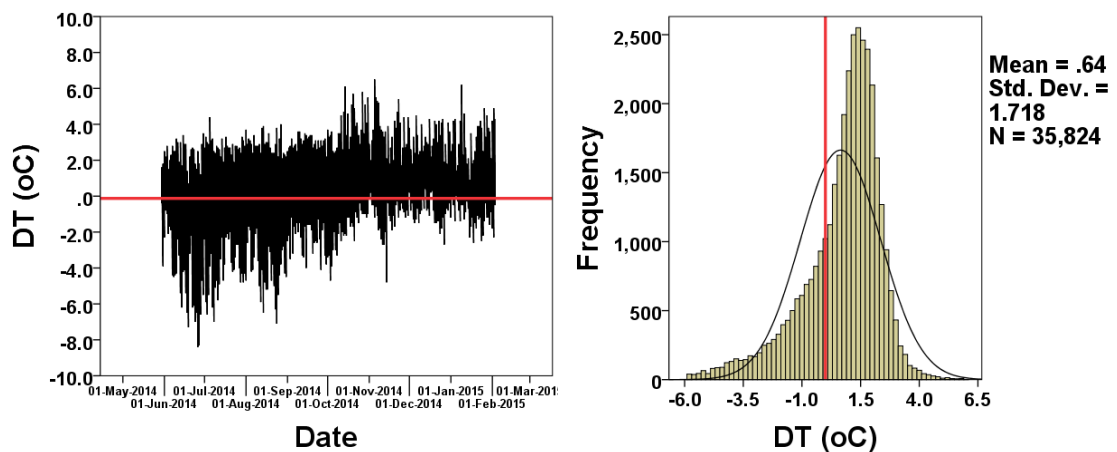 10.0
8.0
6.0
4.0
2.0
.0
-2.0
-4.0
-6.0
-8.0
-10.0
DT (oC)
01-May-2014 01-Jul-2014 01-Sep-2014 01-Nov-2014 01-Jan-2015 01-Mar-201
01-Jun-2014 01-Aug-2014 01-Oct-2014 01-Dec-2014 01-Feb-2015
Date
2,500
2,000
1,500
1,000
500
0
Frequency
-6.0 -3.5 -1.0 1.5 4.0 6.5
DT (oC)
Mean = .64
Std. Dev. =
1.718
N = 35,824